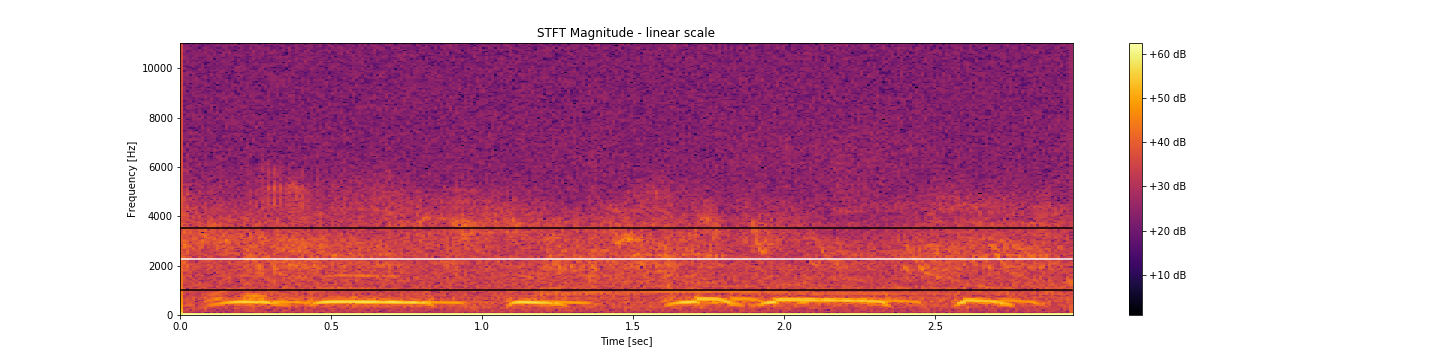 STFT Magnitude - linear scale
Frequency [Hz]
10000
8000
6000
4000
2000
0
0.0 0.5 1.0 1.5 2.0 2.5
Time [sec]
+60 dB
+50 dB
+40 dB
+30 dB
+20 dB
+10 dB